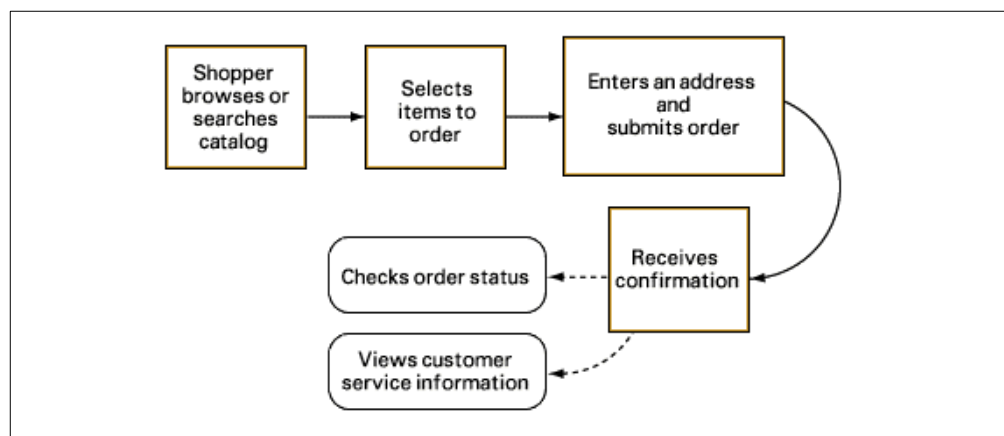 Shopper
browses or
searches
catalog
Selects
items to
order
Enters an address
and
submits order
Receives
confirmation
Checks order status
Views customer
service information